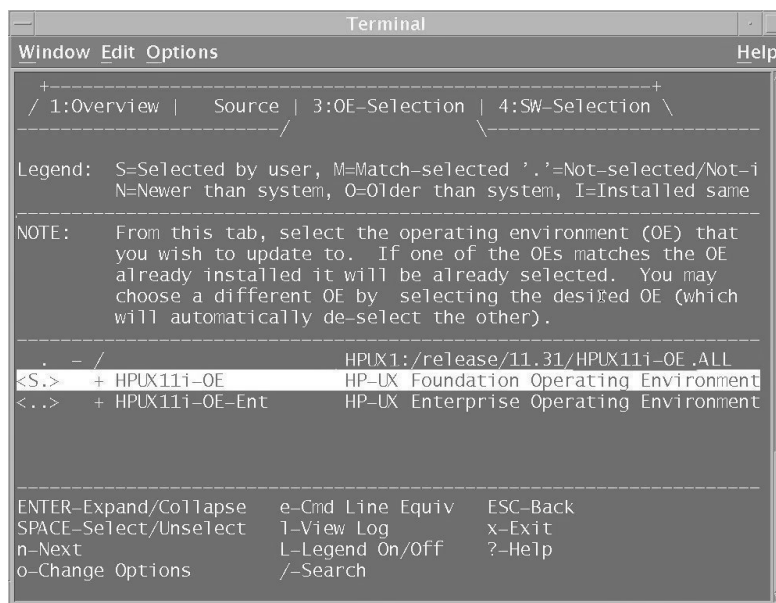 Terminal
Window Edit Options Help
+----------------------------------------------------------+
/ 1:Overview |   Source | 3:OE-Selection | 4:SW-Selection \
-------------------------/                  \--------------------------
Legend:  S=Selected by user, M=Match-selected '.'=Not-selected/Not-i
N=Newer than system, O=Older than system, I=Installed same
NOTE:    From this tab, select the operating environment (OE) that
you wish to update to.  If one of the OEs matches the OE
already installed it will be already selected.  You may
choose a different OE by  selecting the desired OE (which
will automatically de-select the other).
.  - /                      HPUX1:/release/11.31/HPUX11i-OE.ALL
<S.>   + HPUX11i-OE           HP-UX Foundation Operating Environment
<..>   + HPUX11i-OE-Ent       HP-UX Enterprise Operating Environment
ENTER-Expand/Collapse   e-Cmd Line Equiv   ESC-Back
SPACE-Select/Unselect   l-View Log         x-Exit
n-Next                  L-Legend On/Off    ?-Help
o-Change Options        /-Search